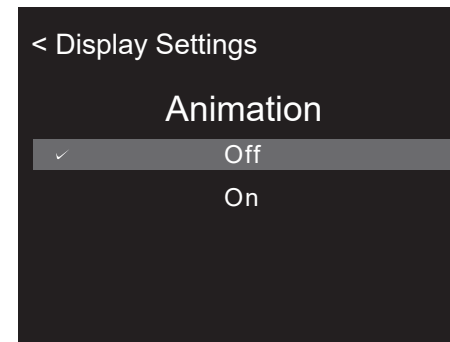 < Display Settings
Animation
✓ Off
On